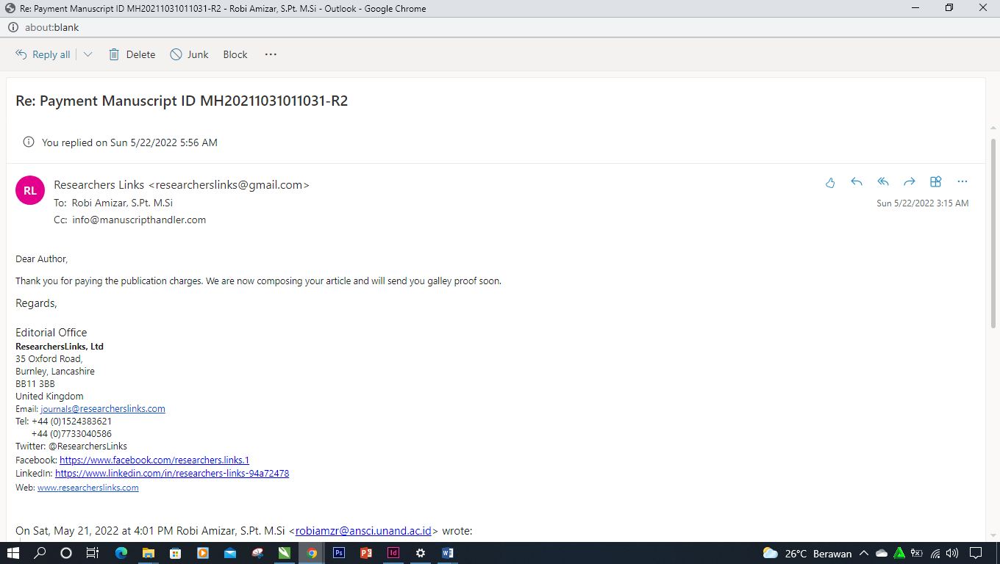 Re: Payment Manuscript ID MH20211031011031-R2 - Robi Amizar, S.Pt. M.Si - Outlook - Google Chrome
about:blank
Reply all Delete Junk Block ...
Re: Payment Manuscript ID MH20211031011031-R2
You replied on Sun 5/22/2022 5:56 AM
RL
Researchers Links <researcherslinks@gmail.com>
To: Robi Amizar, S.Pt. M.Si
Cc: info@manuscripthandler.com
Sun 5/22/2022 3:15 AM
Dear Author,
Thank you for paying the publication charges. We are now composing your article and will send you galley proof soon.
Regards,
Editorial Office
ResearchersLinks, Ltd
35 Oxford Road,
Burnley, Lancashire
BB11 3BB
United Kingdom
Email: journals@researcherslinks.com
Tel: +44 (0)1524383621
+44 (0)7733040586
Twitter: @ResearchersLinks
Facebook: https://www.facebook.com/researchers.links.1
LinkedIn: https://www.linkedin.com/in/researchers-links-94a72478
Web: www.researcherslinks.com
On Sat, May 21, 2022 at 4:01 PM Robi Amizar, S.Pt. M.Si <robiamzr@ansci.unand.ac.id> wrote:
Ps Id 26°C Berawan